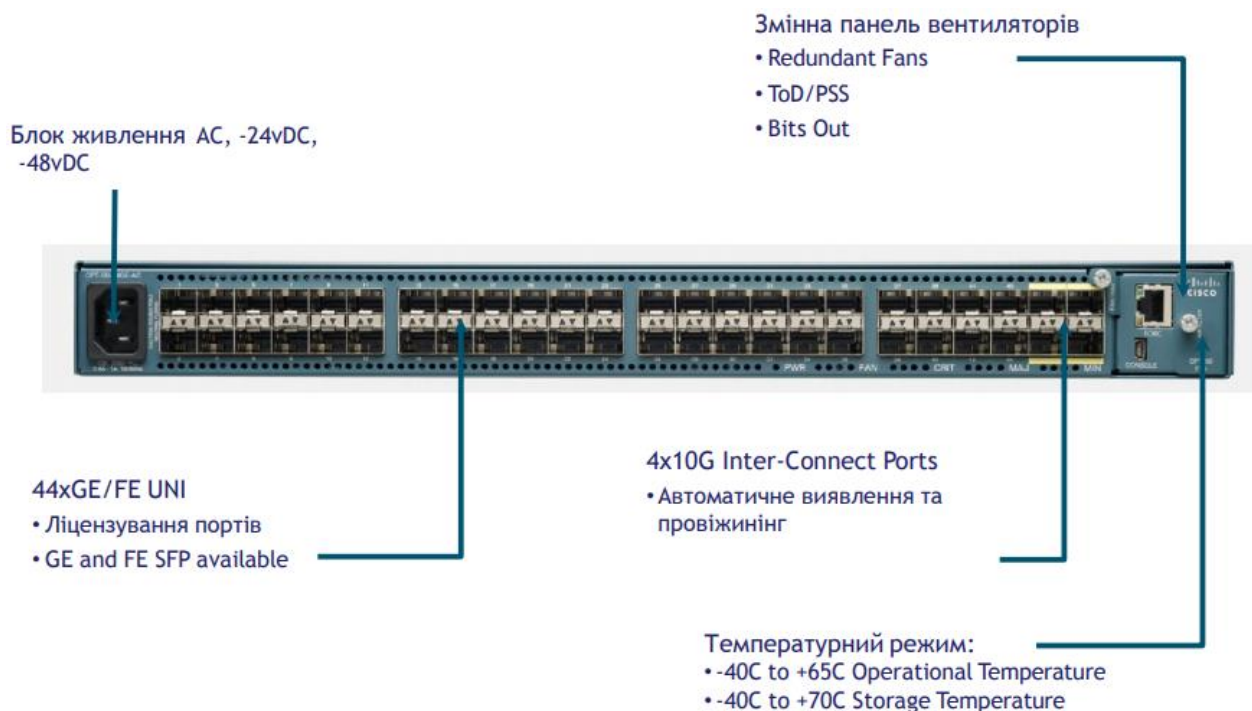 Змінна панель вентиляторів
• Redundant Fans
• ToD/PSS
• Bits Out
Блок живлення AC, -24vDC,
-48vDC
CISCO
CONSOLE
PWR
FAN
CRIT
MAJ
MIN
44xGE/FE UNI
• Ліцензування портів
• GE and FE SFP available
4x10G Inter-Connect Ports
• Автоматичне виявлення та
провіжинінг
Температурний режим:
• -40C to +65C Operational Temperature
• -40C to +70C Storage Temperature